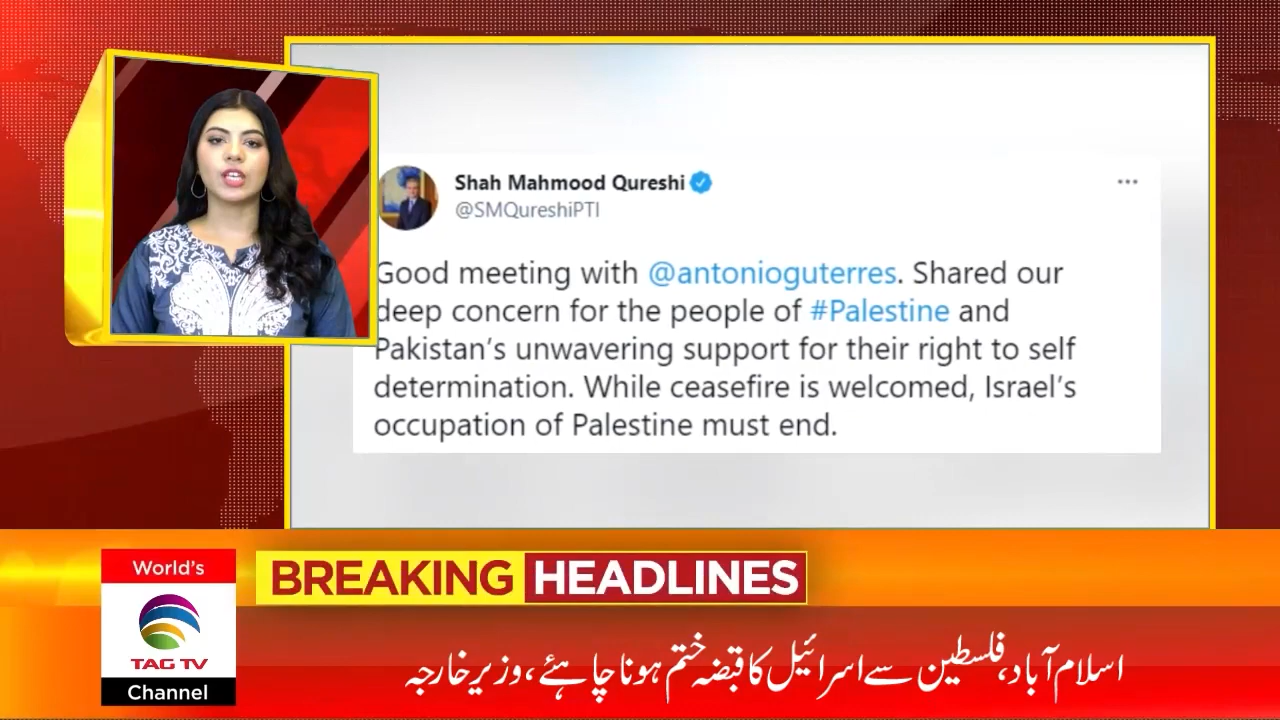 Shah Mahmood Qureshi
@SMQureshiPTI
Good meeting with @antonioguterres. Shared our
deep concern for the people of #Palestine and
Pakistan's unwavering support for their right to self
determination. While ceasefire is welcomed, Israel's
occupation of Palestine must end.
World's
TAG TV
Channel
BREAKING HEADLINES
اسلام آباد، فلسطین سے اسرائیل کا قبضہ ختم ہونا چاہئے، وزیر خارجہ